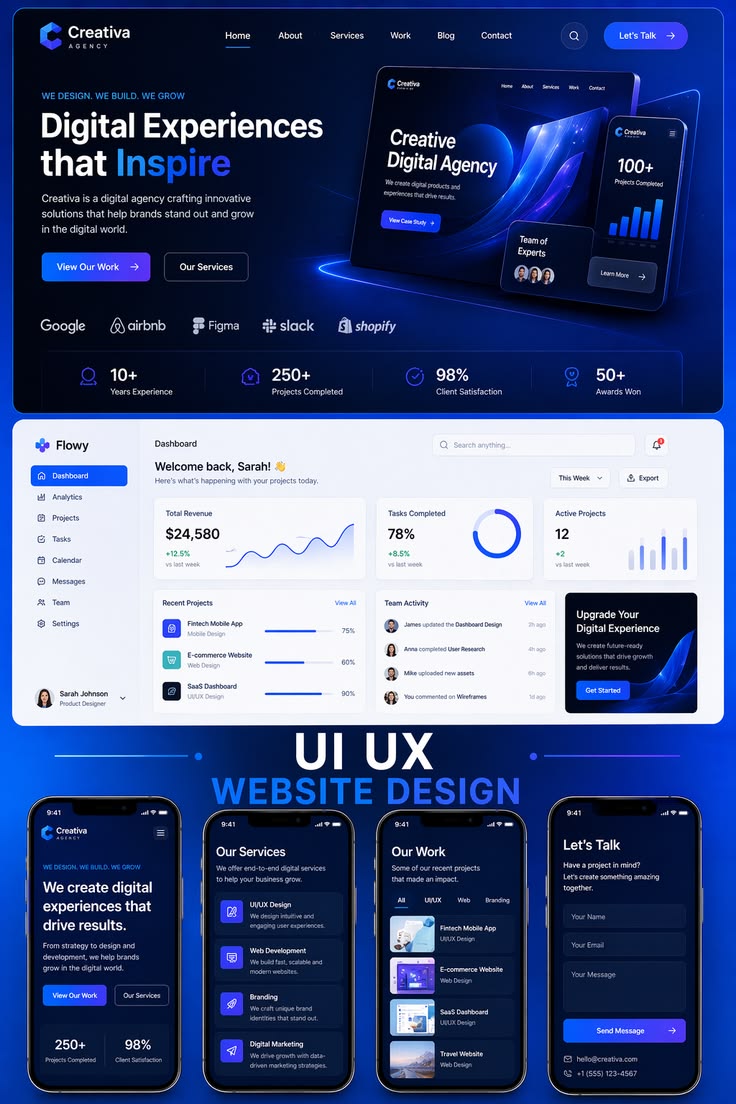 Creativa
AGENCY
Home
About
Services
Work
Blog
Contact
Let's Talk
WE DESIGN. WE BUILD. WE GROW
Digital Experiences
that Inspire
Creativa is a digital agency crafting innovative
solutions that help brands stand out and grow
in the digital world.
View Our Work
Our Services
Creativa
Home
About
Services
Work
Contact
Creative
Digital Agency
We create digital products and
experiences that drive results.
View Case Study
Team of
Experts
Creativa
100+
Projects Completed
Learn More
Google
airbnb
Figma
slack
shopify
10+
Years Experience
250+
Projects Completed
98%
Client Satisfaction
50+
Awards Won
Flowy
Dashboard
Analytics
Projects
Tasks
Calendar
Messages
Team
Settings
Sarah Johnson
Product Designer
Dashboard
Search anything...
Welcome back, Sarah! 👋
Here's what's happening with your projects today.
This Week
Export
Total Revenue
$24,580
+12.5%
vs last week
Tasks Completed
78%
+8.5%
vs last week
Active Projects
12
+2
vs last week
Recent Projects
View All
Fintech Mobile App
Mobile Design
75%
E-commerce Website
Web Design
60%
SaaS Dashboard
UI/UX Design
90%
Team Activity
View All
James updated the Dashboard Design
2h ago
Anna completed User Research
4h ago
Mike uploaded new assets
6h ago
You commented on Wireframes
1d ago
Upgrade Your
Digital Experience
We create future-ready
solutions that drive growth
and deliver results.
Get Started
UI UX
WEBSITE DESIGN
9:41
Creativa
AGENCY
WE DESIGN. WE BUILD. WE GROW
We create digital
experiences that
drive results.
From strategy to design and
development, we help brands
grow in the digital world.
View Our Work
Our Services
250+
Projects Completed
98%
Client Satisfaction
9:41
Our Services
We offer end-to-end digital services
to help your business grow.
UI/UX Design
We design intuitive and
engaging user experiences.
Web Development
We build fast, scalable and
modern websites.
Branding
We craft unique brand
identities that stand out.
Digital Marketing
We drive growth with data-
driven marketing strategies.
9:41
Our Work
Some of our recent projects
that made an impact.
All
UI/UX
Web
Branding
Fintech Mobile App
UI/UX Design
E-commerce Website
Web Design
SaaS Dashboard
UI/UX Design
Travel Website
Web Design
9:41
Let's Talk
Have a project in mind?
Let's create something amazing
together.
Your Name
Your Email
Your Message
Send Message
hello@creativa.com
+1 (555) 123-4567